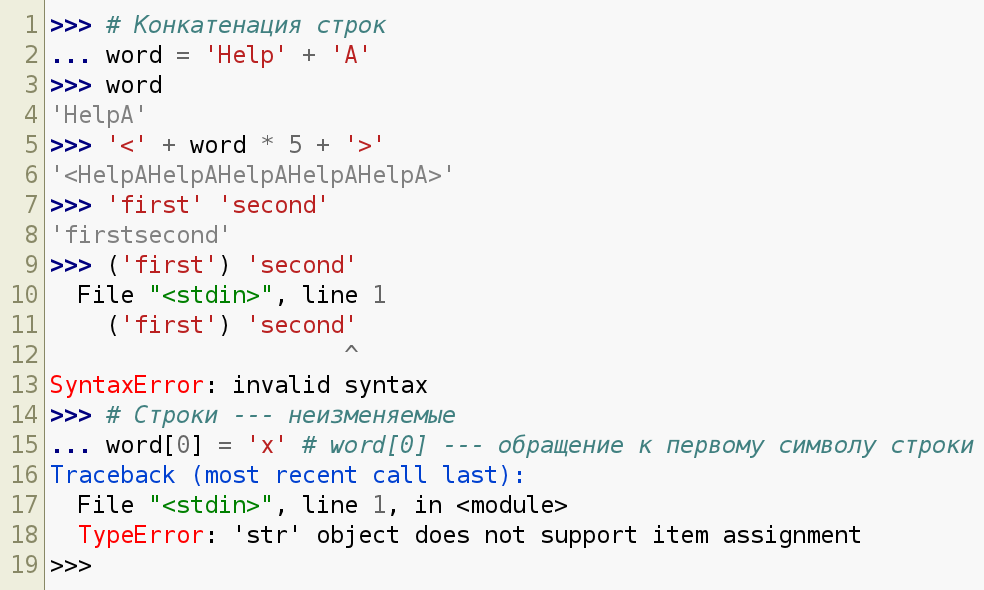 1 >>> # Конкатенация строк
2 ... word = 'Help' + 'A'
3 >>> word
4 'HelpA'
5 >>> '<' + word * 5 + '>'
6 '<HelpAHelpAHelpAHelpAHelpA>'
7 >>> 'first' 'second'
8 'firstsecond'
9 >>> ('first') 'second'
10   File "<stdin>", line 1
11     ('first') 'second'
12                      ^
13 SyntaxError: invalid syntax
14 >>> # Строки --- неизменяемые
15 ... word[0] = 'x' # word[0] --- обращение к первому символу строки
16 Traceback (most recent call last):
17   File "<stdin>", line 1, in <module>
18   TypeError: 'str' object does not support item assignment
19 >>>